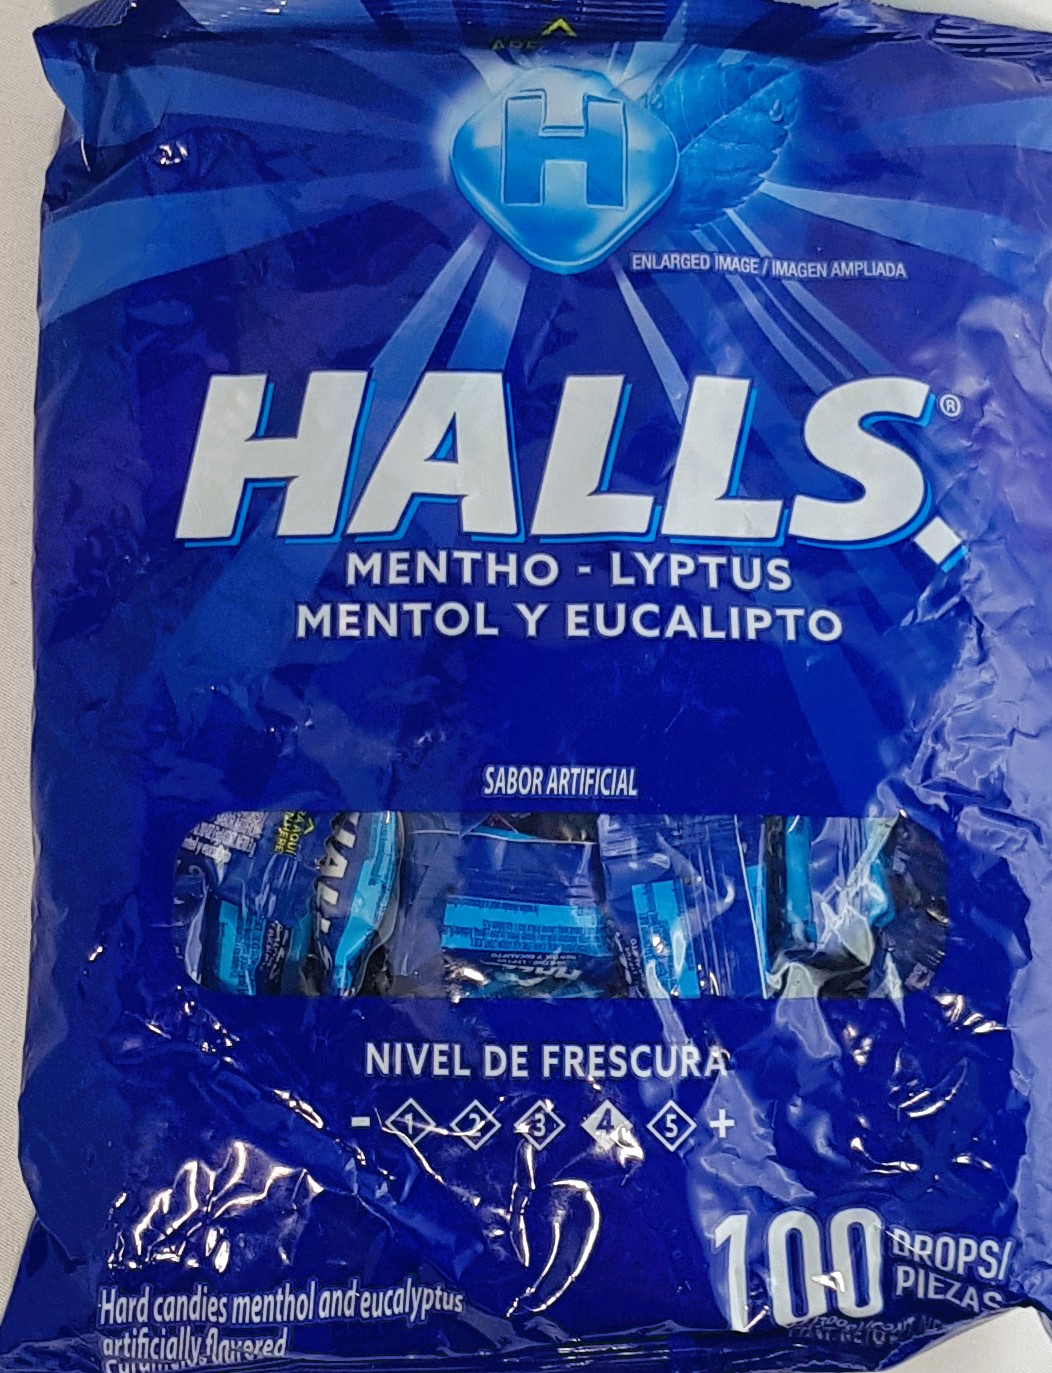 H
ENLARGED IMAGE / IMAGEN AMPLIADA
HALLS®
MENTHO - LYPTUS
MENTOL Y EUCALIPTO
SABOR ARTIFICIAL
NIVEL DE FRESCURA
- 1 2 3 4 5 +
100 DROPS/
PIEZAS
Hard candies menthol and eucalyptus
artificially flavored